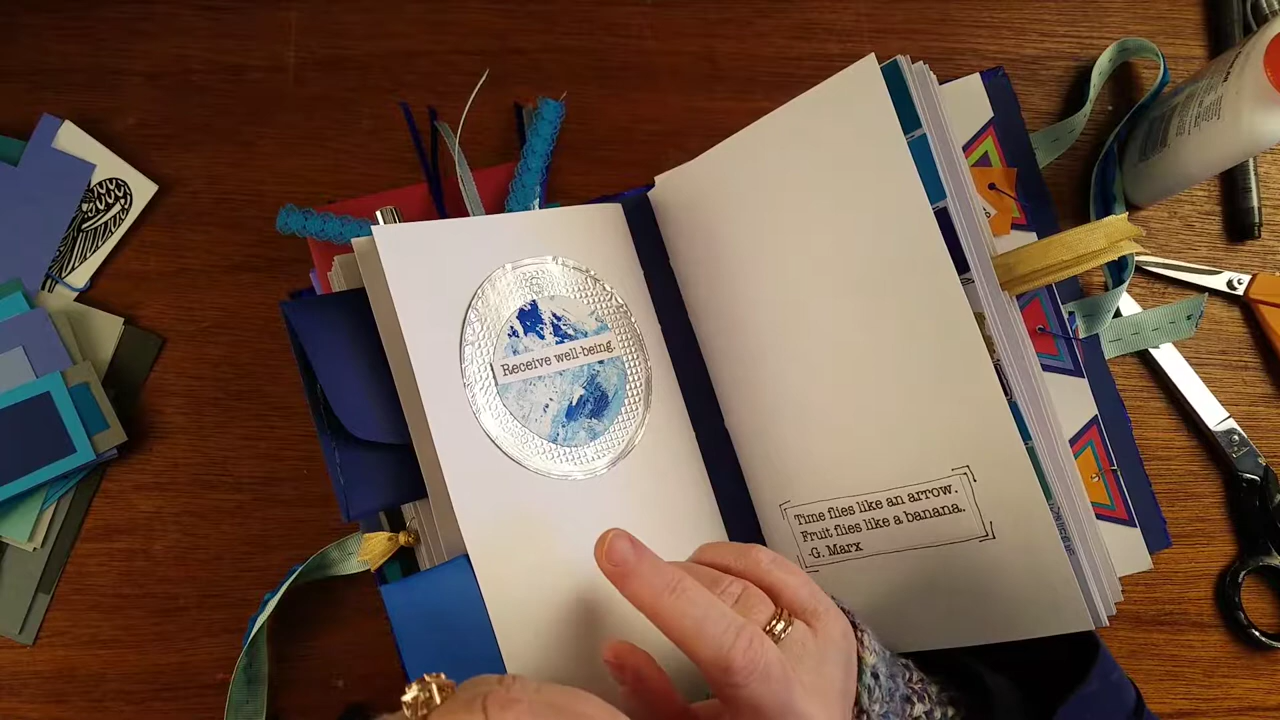 Receive well-being.
Time flies like an arrow.
Fruit flies like a banana.
-G. Marx